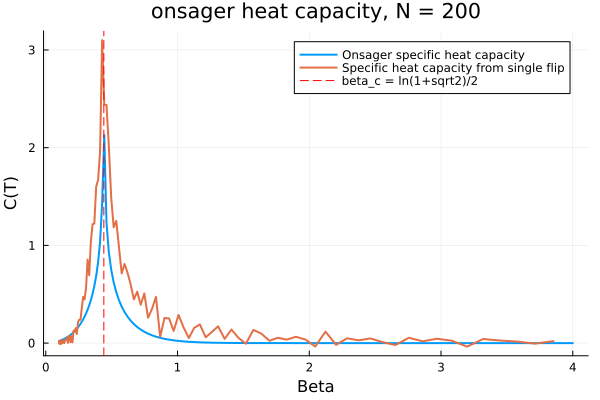 onsager heat capacity, N = 200
Onsager specific heat capacity
Specific heat capacity from single flip
beta_c = ln(1+sqrt2)/2
C(T)
3
2
1
0
0
1
2
3
4
Beta